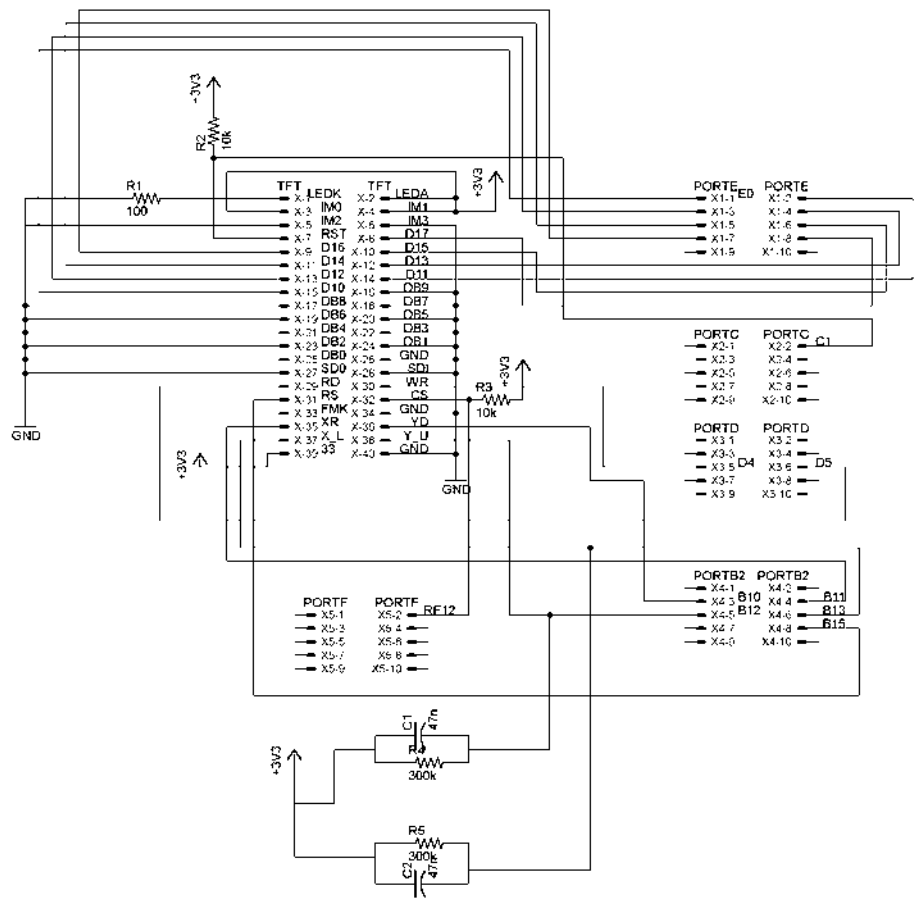 +3V3
R2
10k
R1
100
TFT TFT
+3V3
X-1 LEDK X-2 LEDA
X-3 IM0 X-4 IM1
X-5 IM2 X-6 IM3
X-7 RST X-8 D17
X-9 D16 X-10 D15
X-11 D14 X-12 D13
X-13 D12 X-14 D11
X-15 D10 X-16 DB9
X-17 DB8 X-18 DB7
X-19 DB6 X-20 DB5
X-21 DB4 X-22 DB3
X-23 DB2 X-24 DB1
X-25 DB0 X-26 GND
X-27 SD0 X-28 SDI
X-29 RD X-30 WR
X-31 RS X-32 CS
X-33 FMK X-34 GND
X-35 XR X-36 YD
X-37 X_L X-38 Y_U
X-39 33 X-40 GND
GND
+3V3
GND
R3
10k
+3V3
PORTE PORTE
X1-1 E0 X1-2
X1-3 X1-4
X1-5 X1-6
X1-7 X1-8
X1-9 X1-10
PORTC PORTC
X2-1 X2-2 C1
X2-3 X2-4
X2-5 X2-6
X2-7 X2-8
X2-9 X2-10
PORTD PORTD
X3-1 X3-2
X3-3 X3-4
X3-5 D4 X3-6 D5
X3-7 X3-8
X3-9 X3-10
PORTB2 PORTB2
X4-1 X4-2
X4-3 B10 X4-4 B11
X4-5 B12 X4-6 B13
X4-7 X4-8 B15
X4-9 X4-10
PORTF PORTF
X5-1 X5-2 RF12
X5-3 X5-4
X5-5 X5-6
X5-7 X5-8
X5-9 X5-10
C1
47n
R4
300k
+3V3
R5
300k
C2
47n